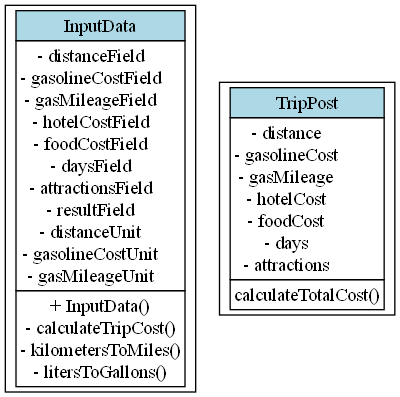 InputData
- distanceField
- gasolineCostField
- gasMileageField
- hotelCostField
- foodCostField
- daysField
- attractionsField
- resultField
- distanceUnit
- gasolineCostUnit
- gasMileageUnit
+ InputData()
- calculateTripCost()
- kilometersToMiles()
- litersToGallons()
TripPost
- distance
- gasolineCost
- gasMileage
- hotelCost
- foodCost
- days
- attractions
calculateTotalCost()